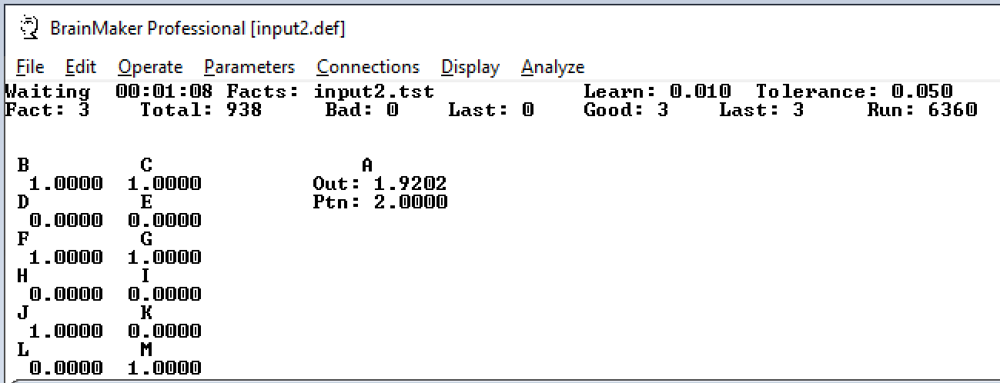 BrainMaker Professional [input2.def]
File Edit Operate Parameters Connections Display Analyze
Waiting 00:01:08 Facts: input2.tst Learn: 0.010 Tolerance: 0.050
Fact: 3 Total: 938 Bad: 0 Last: 0 Good: 3 Last: 3 Run: 6360
B C A
1.0000 1.0000 Out: 1.9202
D E Ptn: 2.0000
0.0000 0.0000
F G
1.0000 1.0000
H I
0.0000 0.0000
J K
1.0000 0.0000
L M
0.0000 1.0000